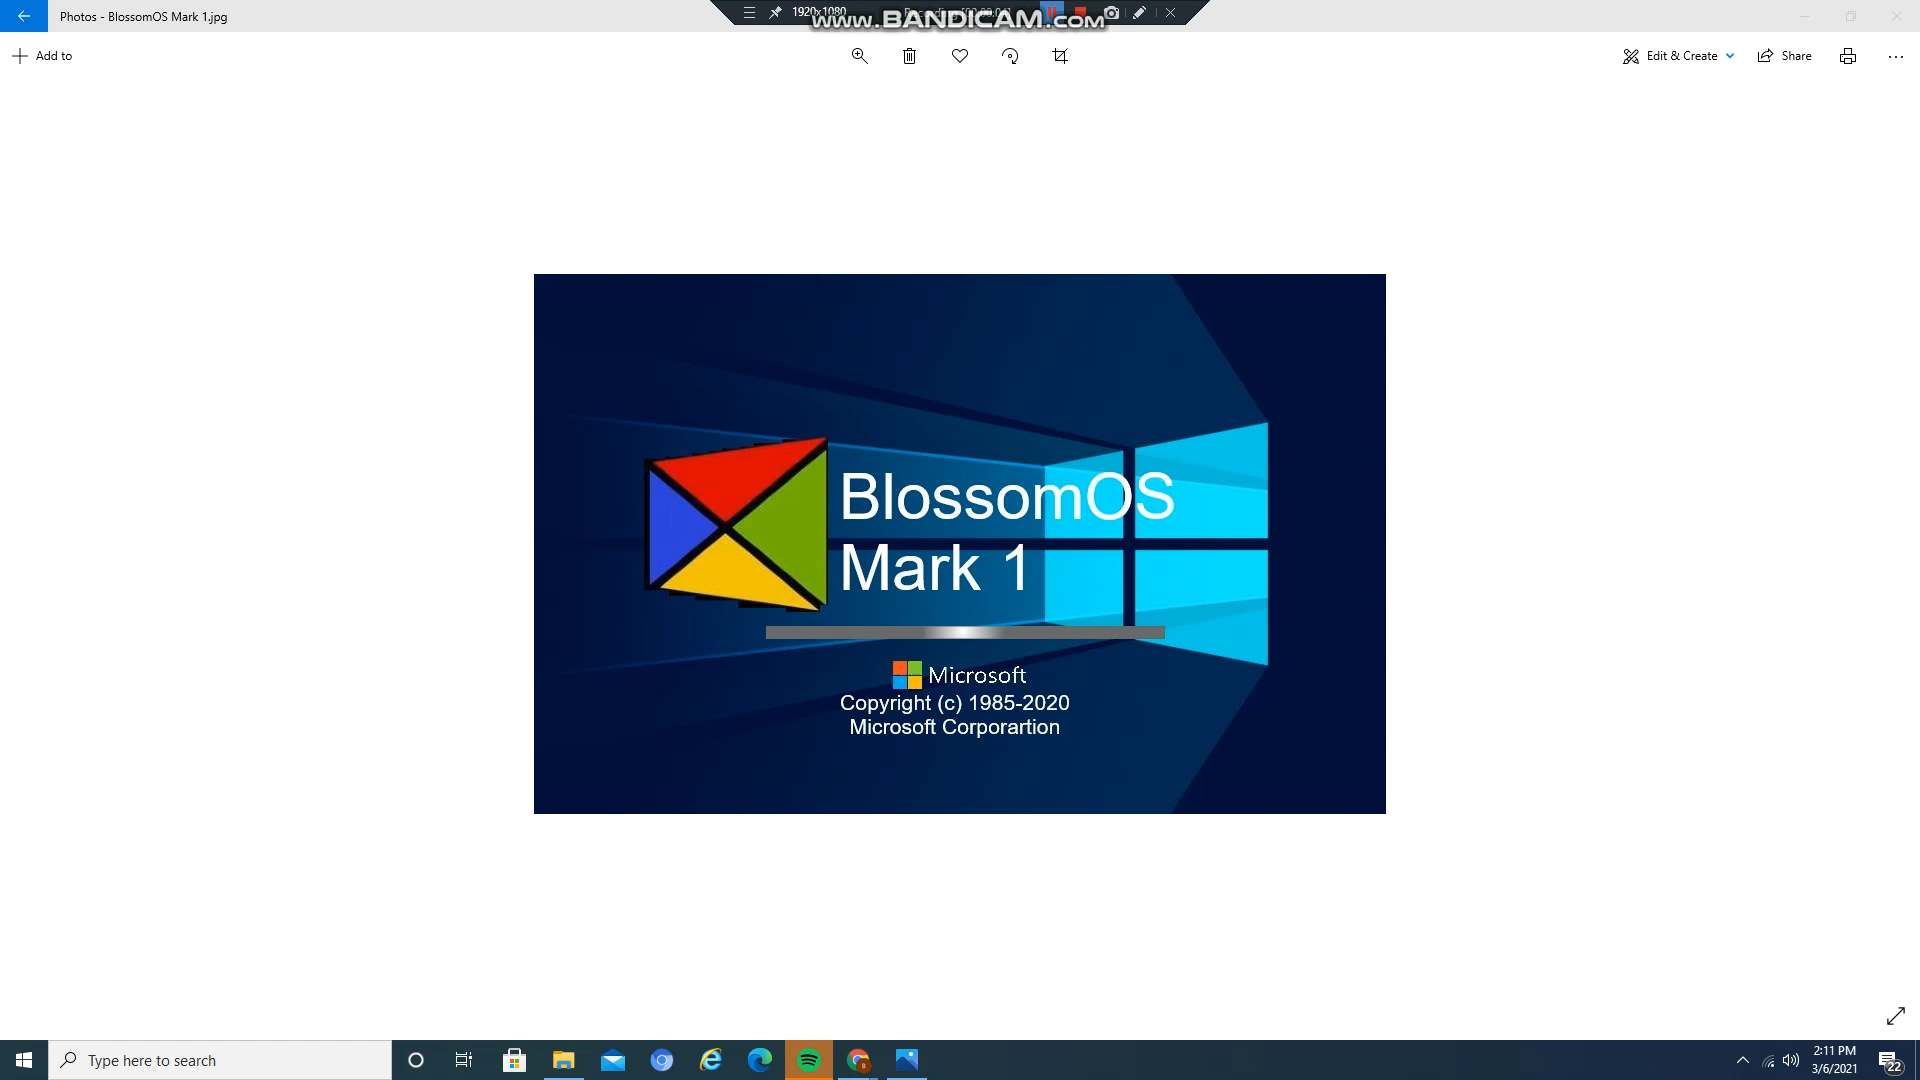 Photos - BlossomOS Mark 1.jpg
1920x1080
www.BANDICAM.com
Add to
Edit & Create
Share
BlossomOS
Mark 1
Microsoft
Copyright (c) 1985-2020
Microsoft Corporartion
Type here to search
2:11 PM
3/6/2021
22